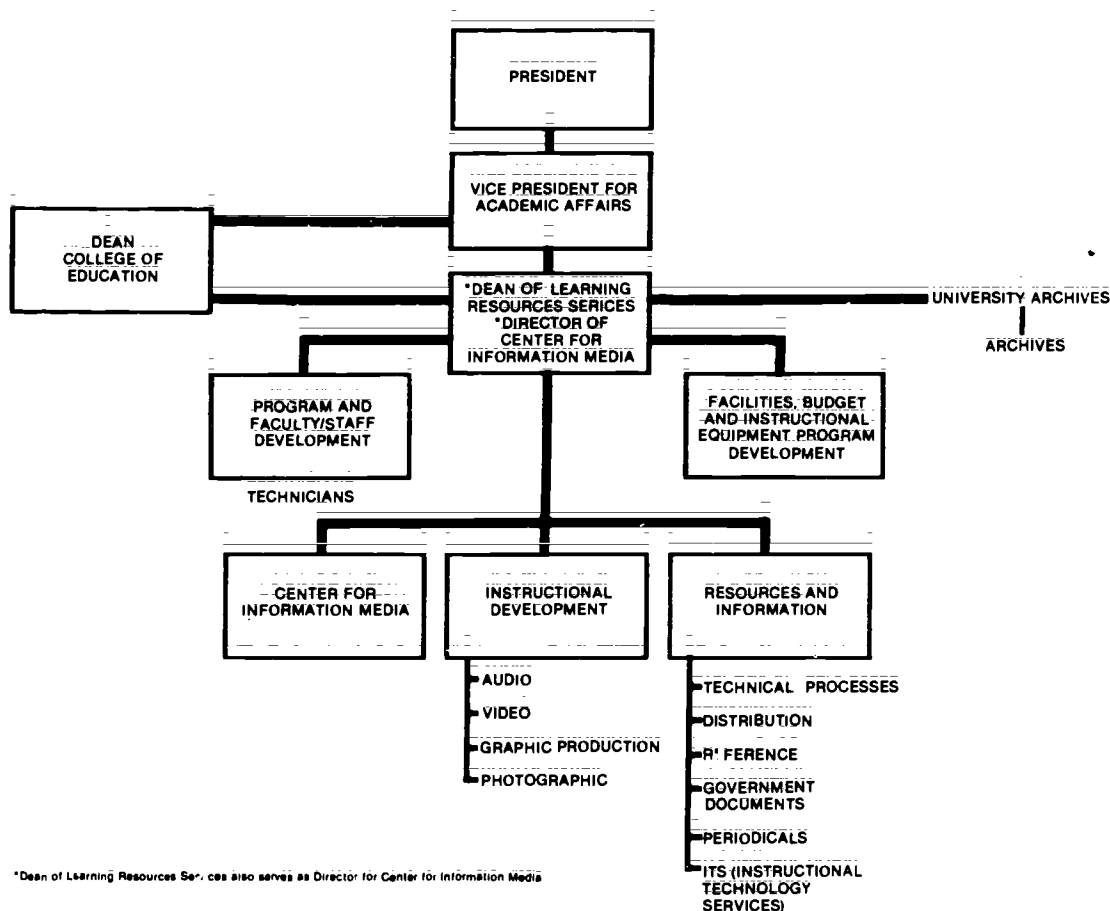 PRESIDENT
VICE PRESIDENT FOR
ACADEMIC AFFAIRS
DEAN
COLLEGE OF
EDUCATION
*DEAN OF LEARNING
RESOURCES SERICES
*DIRECTOR OF
CENTER FOR
INFORMATION MEDIA
UNIVERSITY ARCHIVES
ARCHIVES
PROGRAM AND
FACULTY/STAFF
DEVELOPMENT
TECHNICIANS
FACILITIES, BUDGET
AND INSTRUCTIONAL
EQUIPMENT PROGRAM
DEVELOPMENT
CENTER FOR
INFORMATION MEDIA
INSTRUCTIONAL
DEVELOPMENT
RESOURCES AND
INFORMATION
AUDIO
VIDEO
GRAPHIC PRODUCTION
PHOTOGRAPHIC
TECHNICAL PROCESSES
DISTRIBUTION
R' FERENCE
GOVERNMENT
DOCUMENTS
PERIODICALS
ITS (INSTRUCTIONAL
TECHNOLOGY
SERVICES)
*Dean of Learning Resources also serves as Director for Center for Information Media